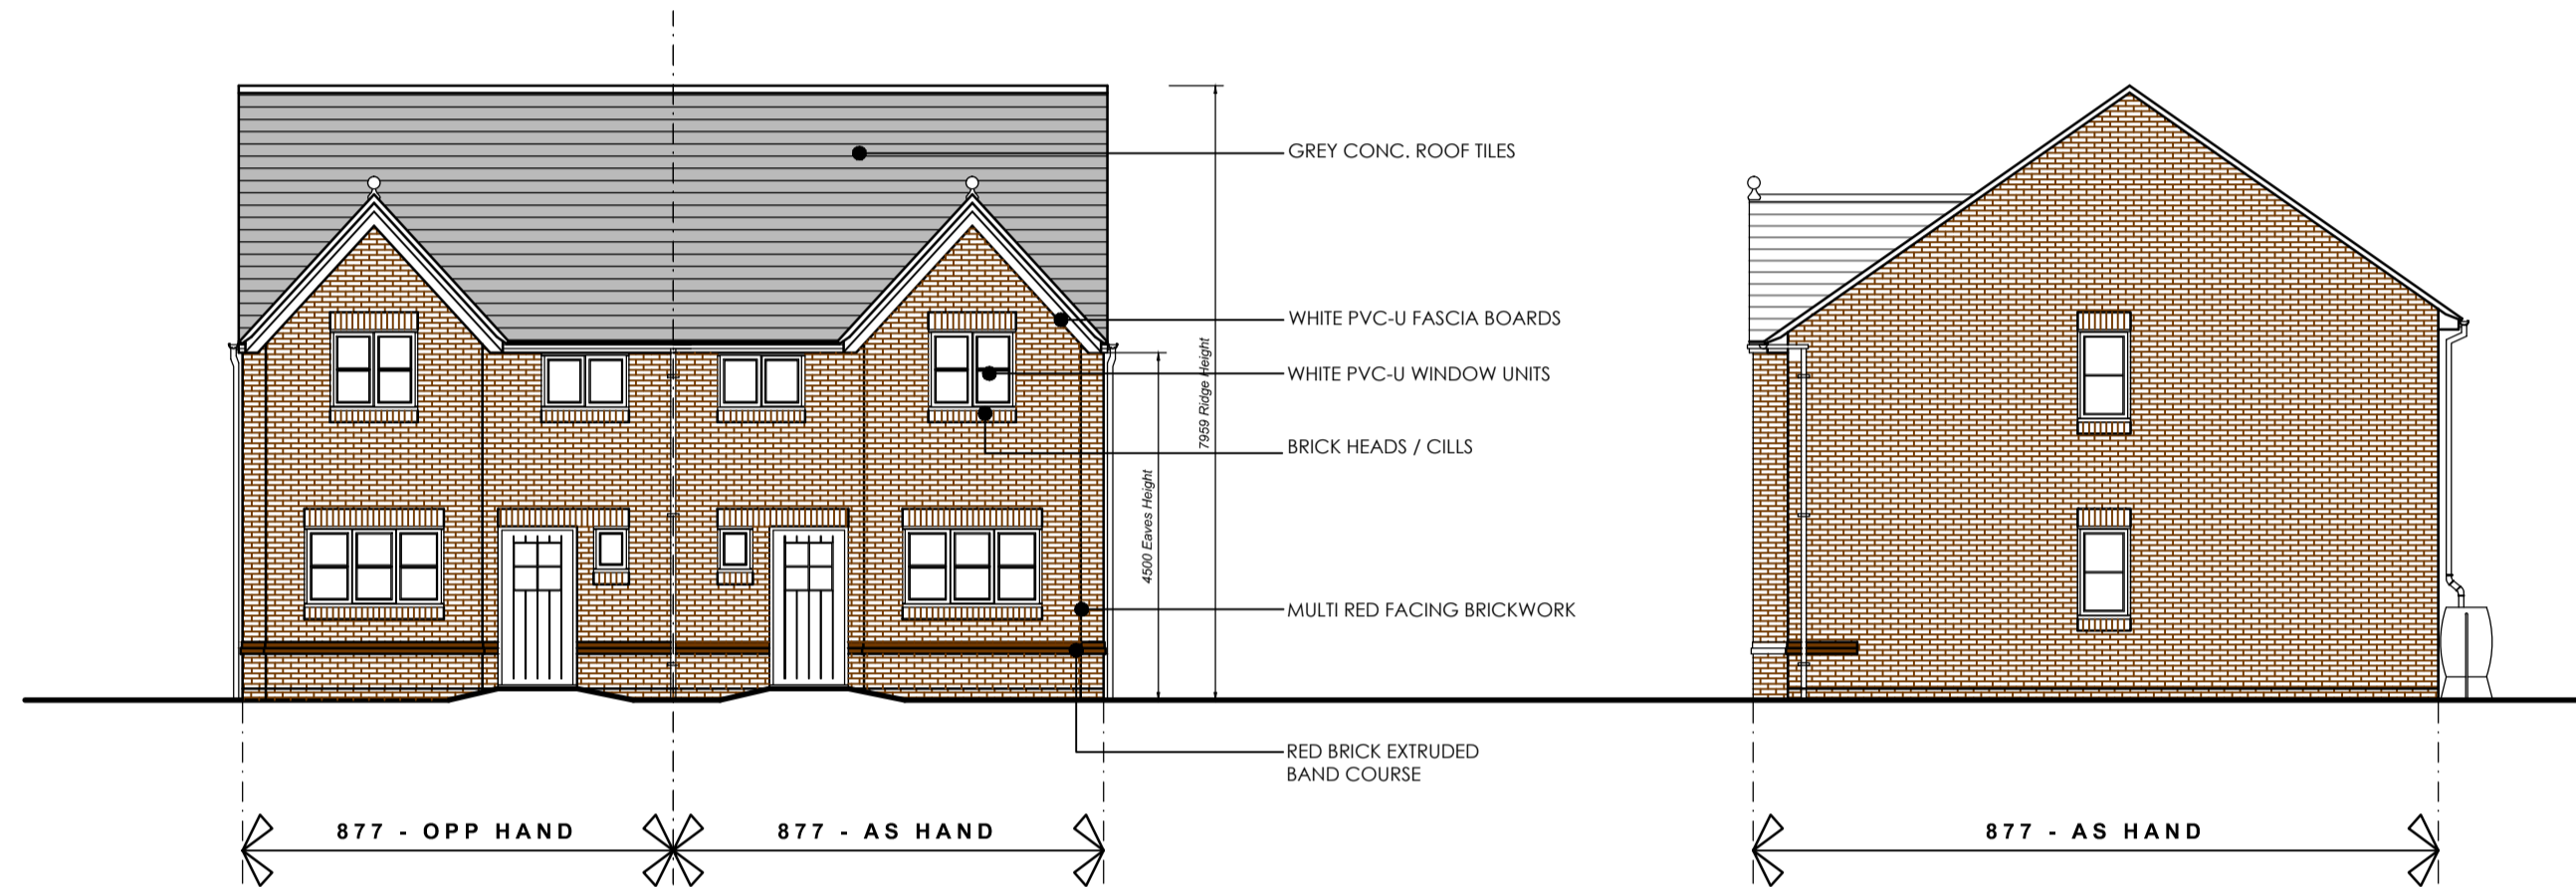 GREY CONC. ROOF TILES
WHITE PVC-U FASCIA BOARDS
7959 Ridge Height
WHITE PVC-U WINDOW UNITS
BRICK HEADS / CILLS
4500 Eaves Height
MULTI RED FACING BRICKWORK
RED BRICK EXTRUDED
BAND COURSE
877 - OPP HAND
877 - AS HAND
877 - AS HAND